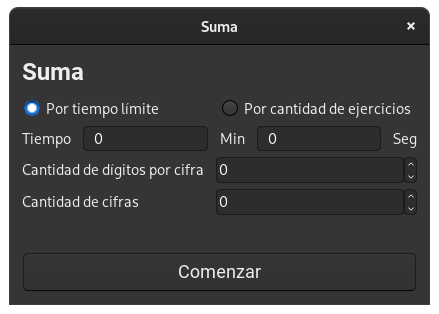 Suma
Suma
Por tiempo límite Por cantidad de ejercicios
Tiempo 0 Min 0 Seg
Cantidad de dígitos por cifra 0
Cantidad de cifras 0
Comenzar